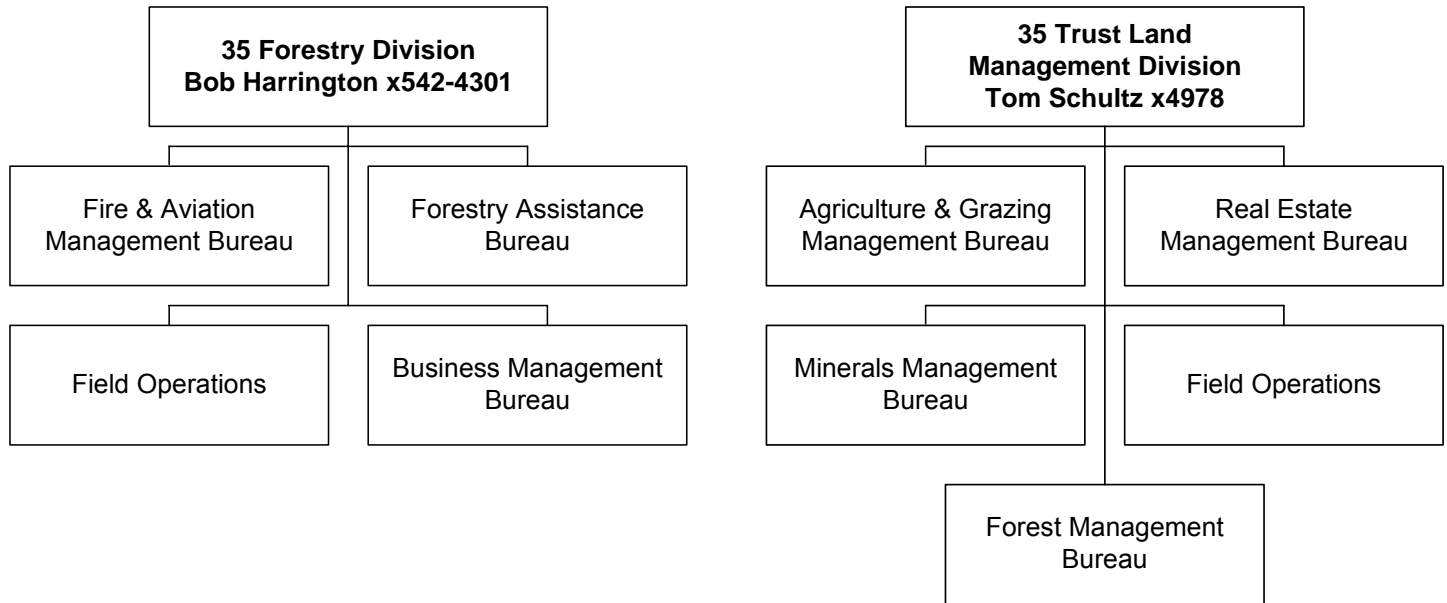 35 Forestry Division
Bob Harrington x542-4301
Fire & Aviation
Management Bureau
Forestry Assistance
Bureau
Field Operations
Business Management
Bureau
35 Trust Land
Management Division
Tom Schultz x4978
Agriculture & Grazing
Management Bureau
Real Estate
Management Bureau
Minerals Management
Bureau
Field Operations
Forest Management
Bureau